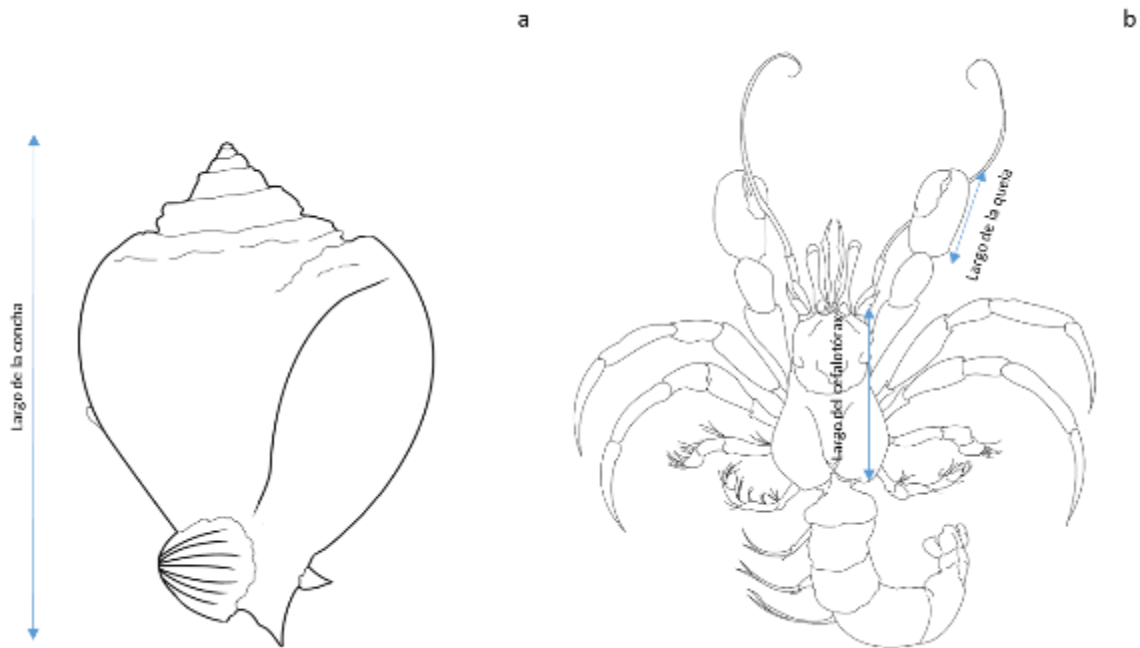 a
b
Largo de la concha
Largo de la quela
Largo del cefalotórax